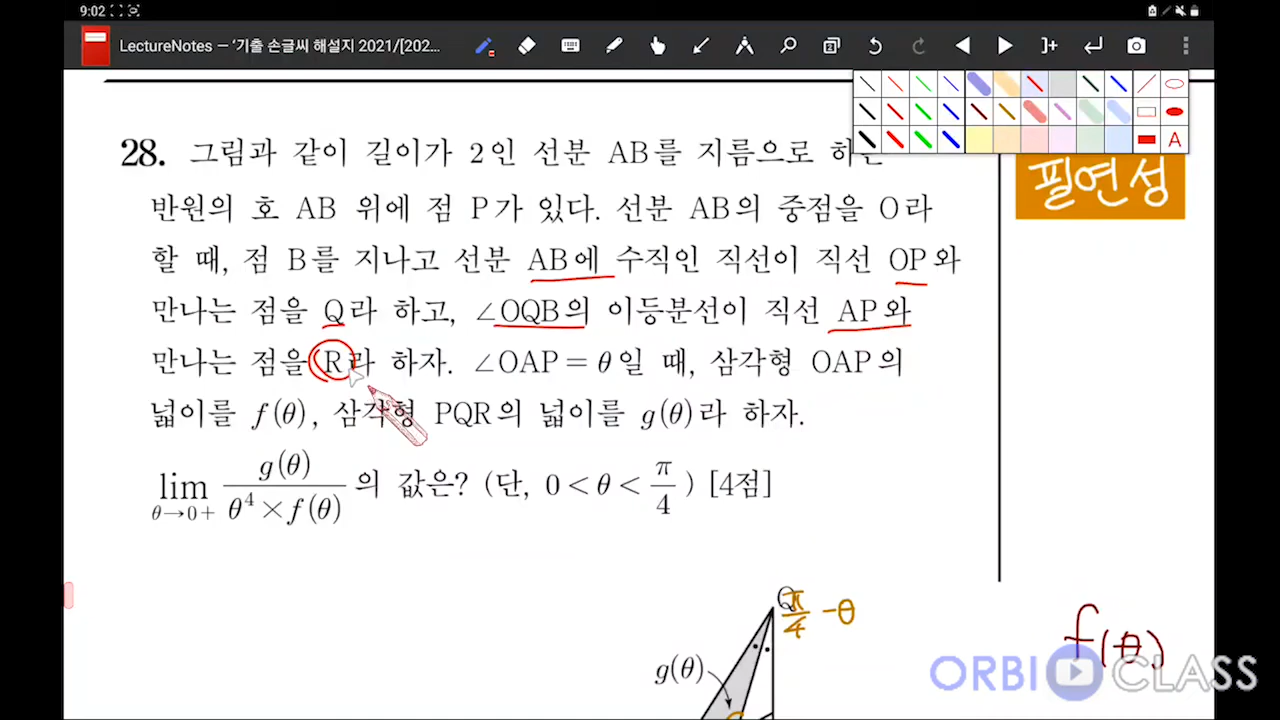 9:02
LectureNotes – '기출 손글씨 해설지 2021/[202...
28. 그림과 같이 길이가 2인 선분 AB를 지름으로 하는
반원의 호 AB 위에 점 P가 있다. 선분 AB의 중점을 O라
할 때, 점 B를 지나고 선분 AB에 수직인 직선이 직선 OP와
만나는 점을 Q라 하고, ∠OQB의 이등분선이 직선 AP와
만나는 점을 R라 하자. ∠OAP = θ일 때, 삼각형 OAP의
넓이를 f(θ), 삼각형 PQR의 넓이를 g(θ)라 하자.
lim θ→0+ g(θ) / θ⁴ × f(θ) 의 값은? (단, 0 < θ < π/4) [4점]
필연성
Q
π/4 - θ
g(θ)
f(θ)
ORBI CLASS
A